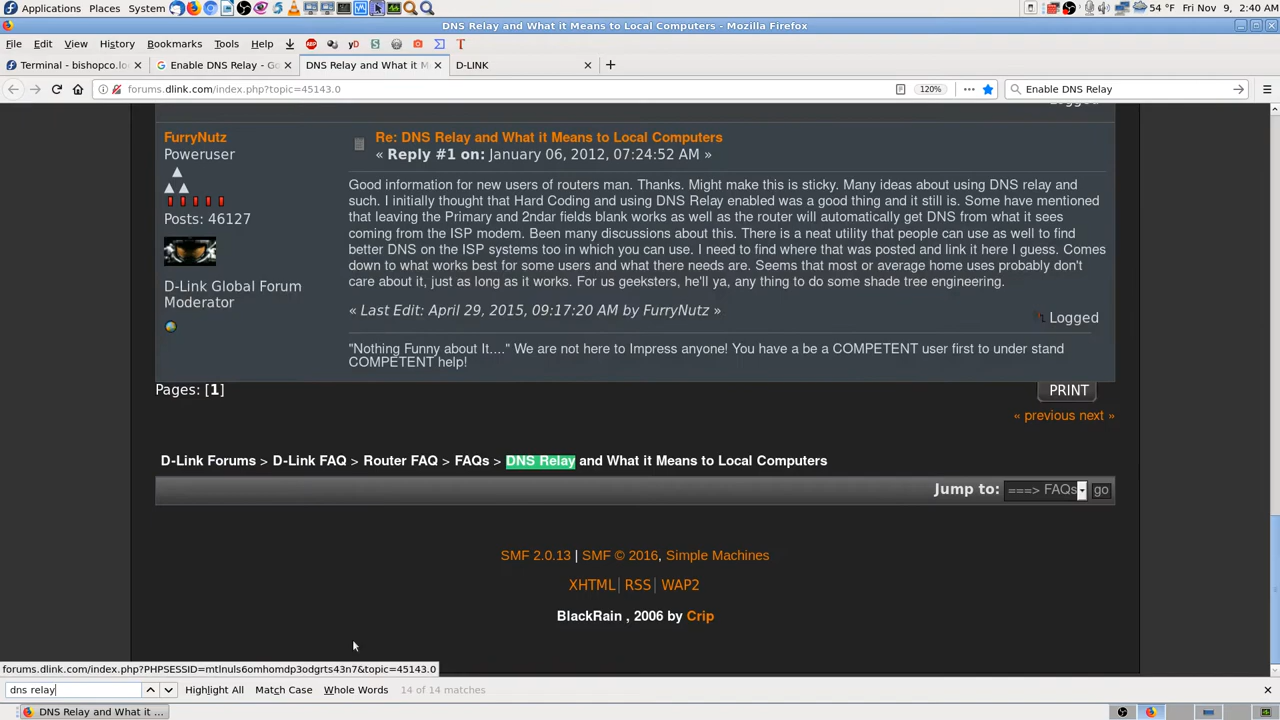 Applications Places System 54 °F Fri Nov 9, 2:40 AM
DNS Relay and What it Means to Local Computers - Mozilla Firefox
File Edit View History Bookmarks Tools Help
Terminal - bishopco.lo Enable DNS Relay - Go DNS Relay and What it M D-LINK
forums.dlink.com/index.php?topic=45143.0 120% Enable DNS Relay
Logged
FurryNutz
Poweruser
Posts: 46127
D-Link Global Forum
Moderator
Re: DNS Relay and What it Means to Local Computers
« Reply #1 on: January 06, 2012, 07:24:52 AM »
Good information for new users of routers man. Thanks. Might make this is sticky. Many ideas about using DNS relay and
such. I initially thought that Hard Coding and using DNS Relay enabled was a good thing and it still is. Some have mentioned
that leaving the Primary and 2ndar fields blank works as well as the router will automatically get DNS from what it sees
coming from the ISP modem. Been many discussions about this. There is a neat utility that people can use as well to find
better DNS on the ISP systems too in which you can use. I need to find where that was posted and link it here I guess. Comes
down to what works best for some users and what there needs are. Seems that most or average home uses probably don't
care about it, just as long as it works. For us geeksters, he'll ya, any thing to do some shade tree engineering.
« Last Edit: April 29, 2015, 09:17:20 AM by FurryNutz »
Logged
"Nothing Funny about It...." We are not here to Impress anyone! You have a be a COMPETENT user first to under stand
COMPETENT help!
Pages: [1]
PRINT
« previous next »
D-Link Forums > D-Link FAQ > Router FAQ > FAQs > DNS Relay and What it Means to Local Computers
Jump to: ===> FAQs go
SMF 2.0.13 | SMF © 2016, Simple Machines
XHTML RSS WAP2
BlackRain , 2006 by Crip
forums.dlink.com/index.php?PHPSESSID=mtlnuls6omhomdp3odgrts43n7&topic=45143.0
dns relay Highlight All Match Case Whole Words 14 of 14 matches
DNS Relay and What it ...